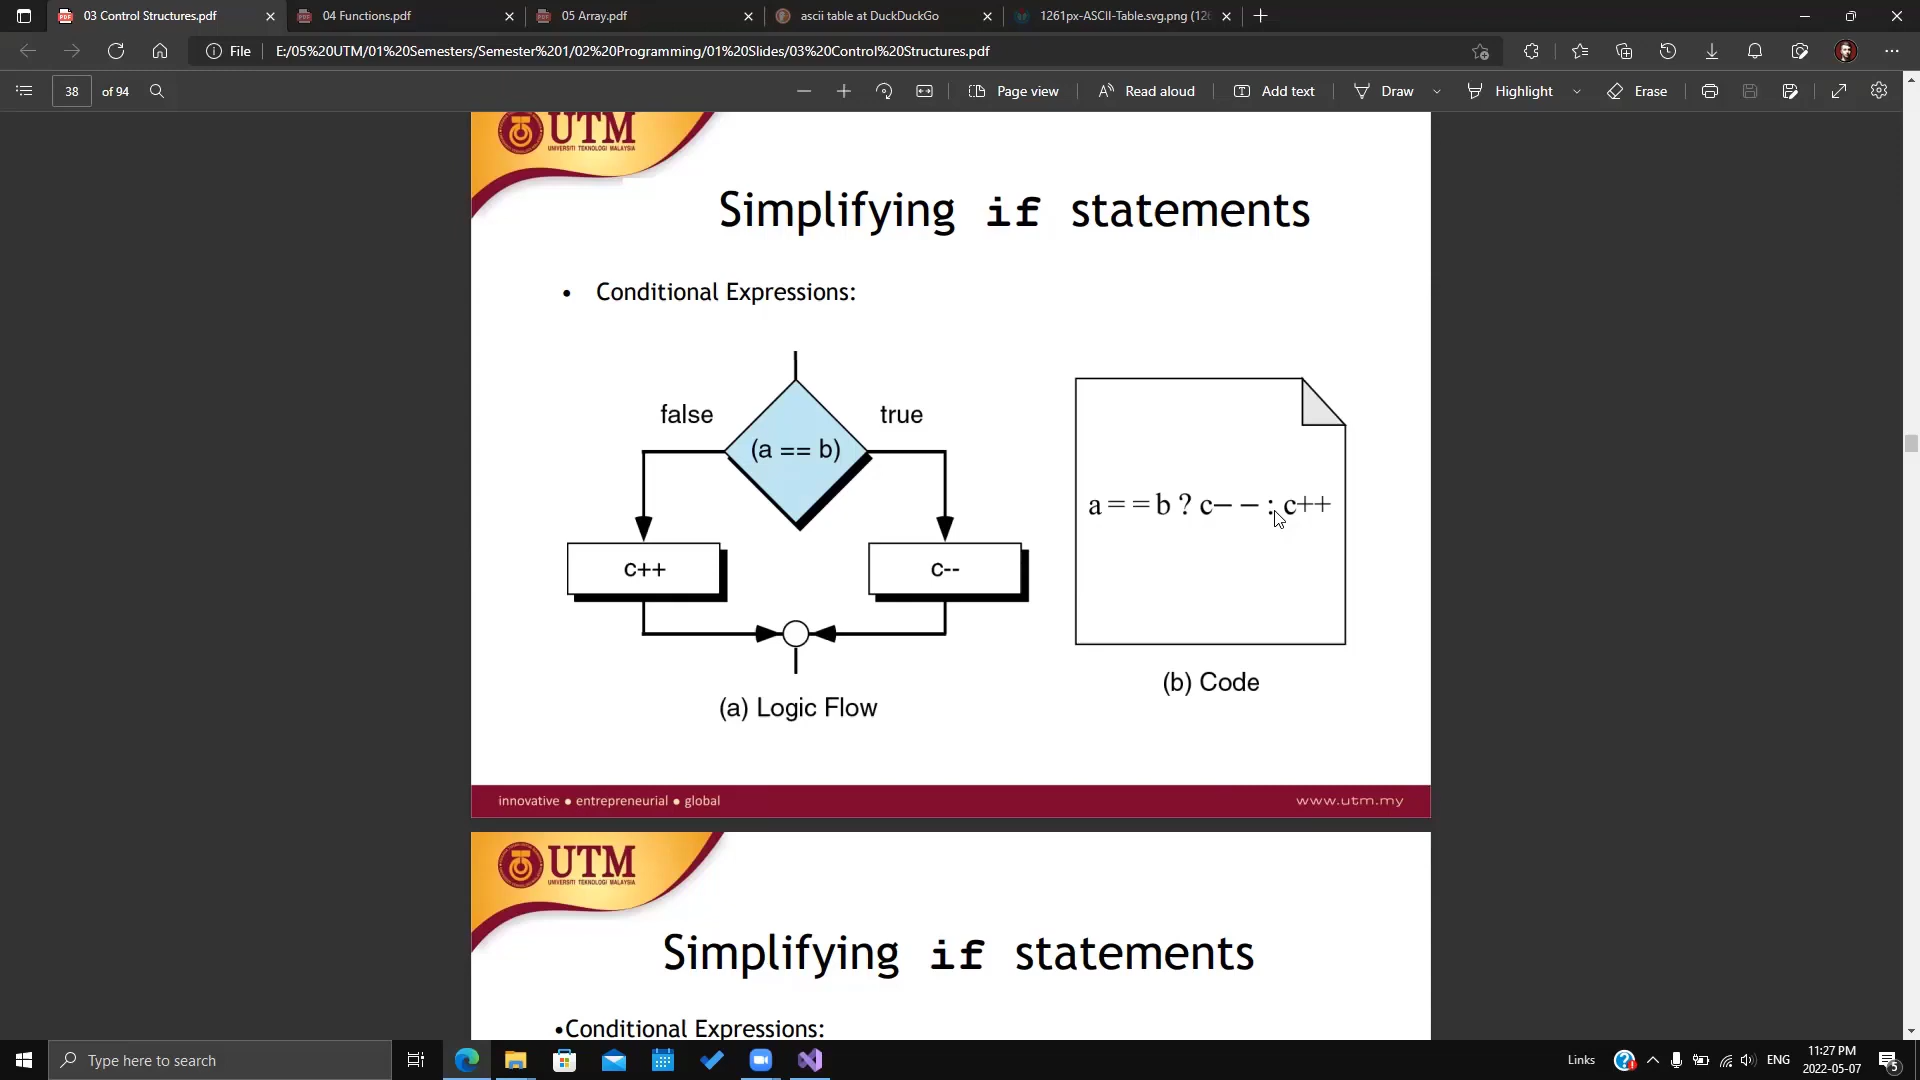 03 Control Structures.pdf
04 Functions.pdf
05 Array.pdf
ascii table at DuckDuckGo
1261px-ASCII-Table.svg.png (126
File
E:/05%20UTM/01%20Semesters/Semester%201/02%20Programming/01%20Slides/03%20Control%20Structures.pdf
38 of 94
Page view
Read aloud
Add text
Draw
Highlight
Erase
UTM
UNIVERSITI TEKNOLOGI MALAYSIA
Simplifying if statements
• Conditional Expressions:
false
true
(a == b)
c++
c--
(a) Logic Flow
a==b ? c-- : c++
(b) Code
innovative ● entrepreneurial ● global
www.utm.my
UTM
UNIVERSITI TEKNOLOGI MALAYSIA
Simplifying if statements
•Conditional Expressions:
Type here to search
Links
ENG
11:27 PM
2022-05-07
5